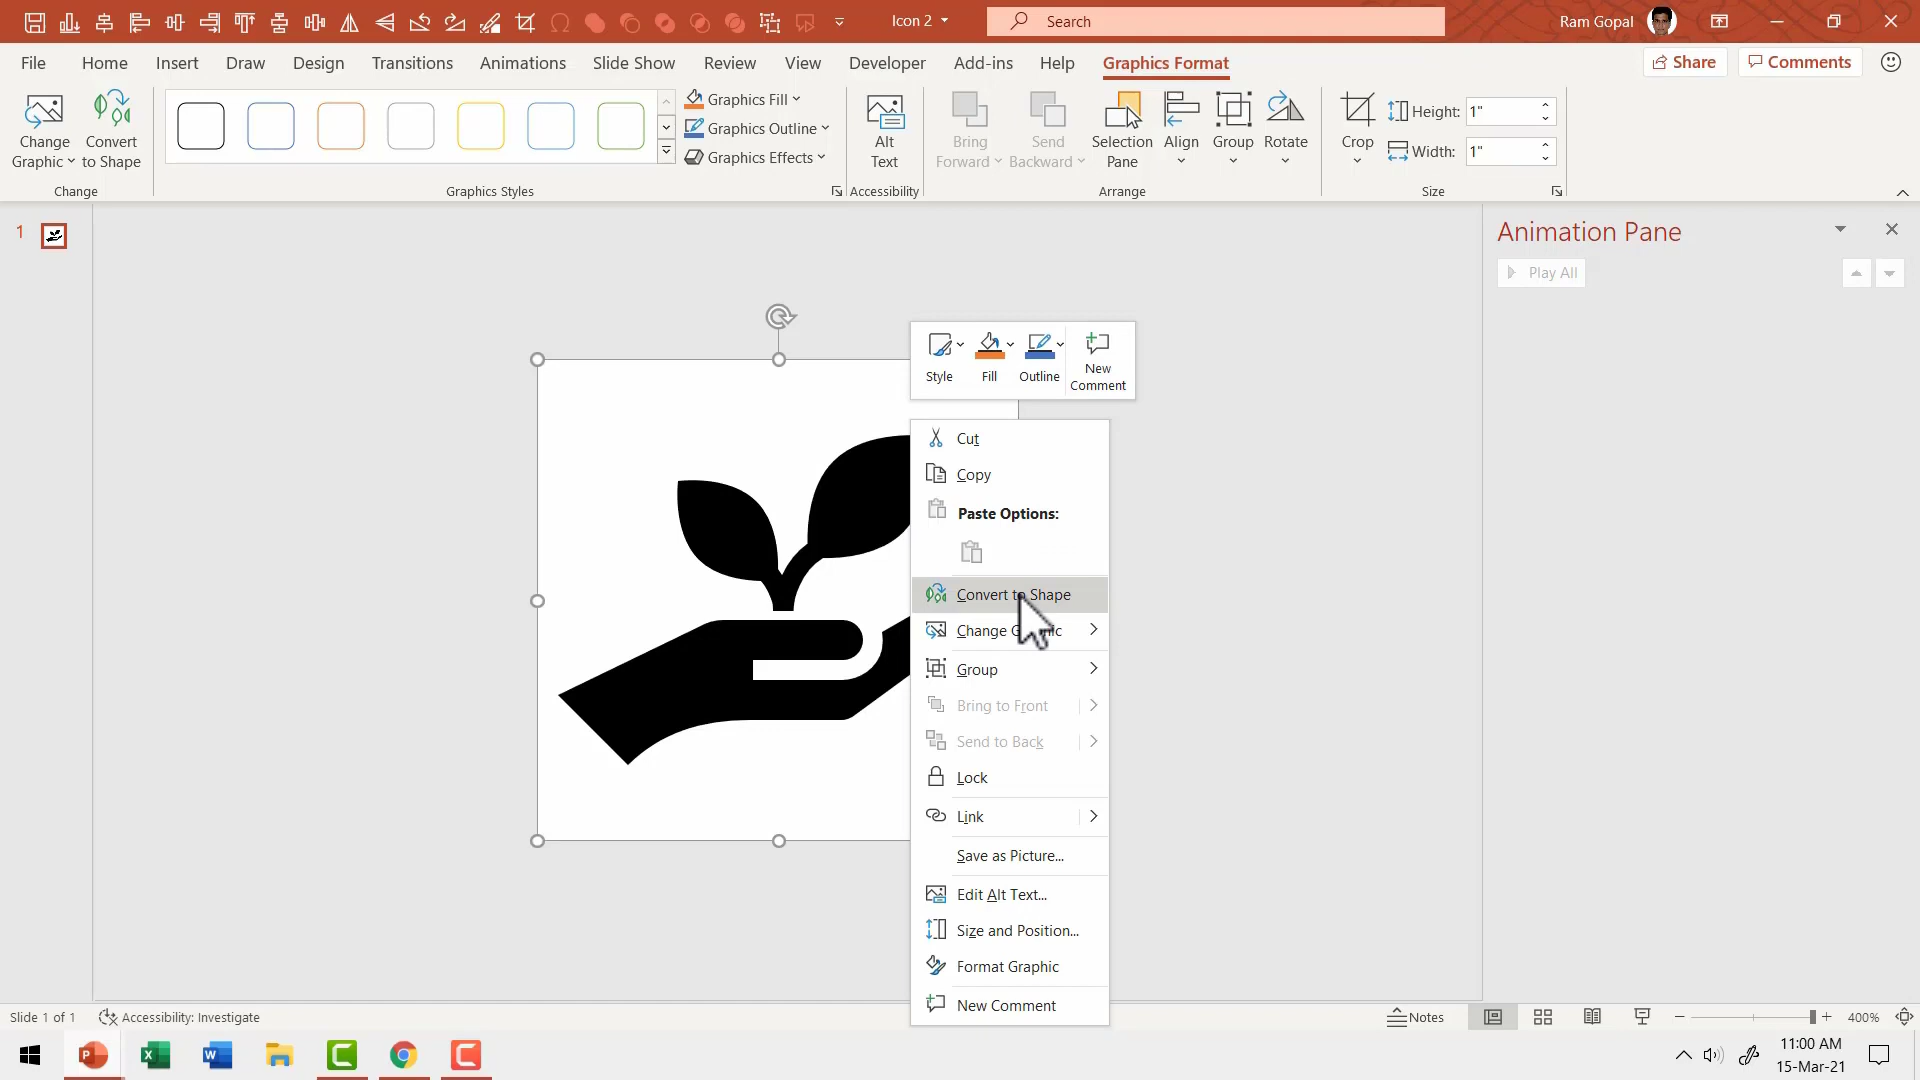 Icon 2
Search
Ram Gopal
File
Home
Insert
Draw
Design
Transitions
Animations
Slide Show
Review
View
Developer
Add-ins
Help
Graphics Format
Share
Comments
Change
Graphic
Convert
to Shape
Change
Graphics Fill
Graphics Outline
Graphics Effects
Graphics Styles
Alt
Text
Accessibility
Bring
Forward
Send
Backward
Selection
Pane
Align
Group
Rotate
Arrange
Crop
Height: 1"
Width: 1"
Size
1
Animation Pane
Play All
Style
Fill
Outline
New
Comment
Cut
Copy
Paste Options:
Convert to Shape
Change Graphic
Group
Bring to Front
Send to Back
Lock
Link
Save as Picture...
Edit Alt Text...
Size and Position...
Format Graphic
New Comment
Slide 1 of 1
Accessibility: Investigate
Notes
400%
11:00 AM
15-Mar-21